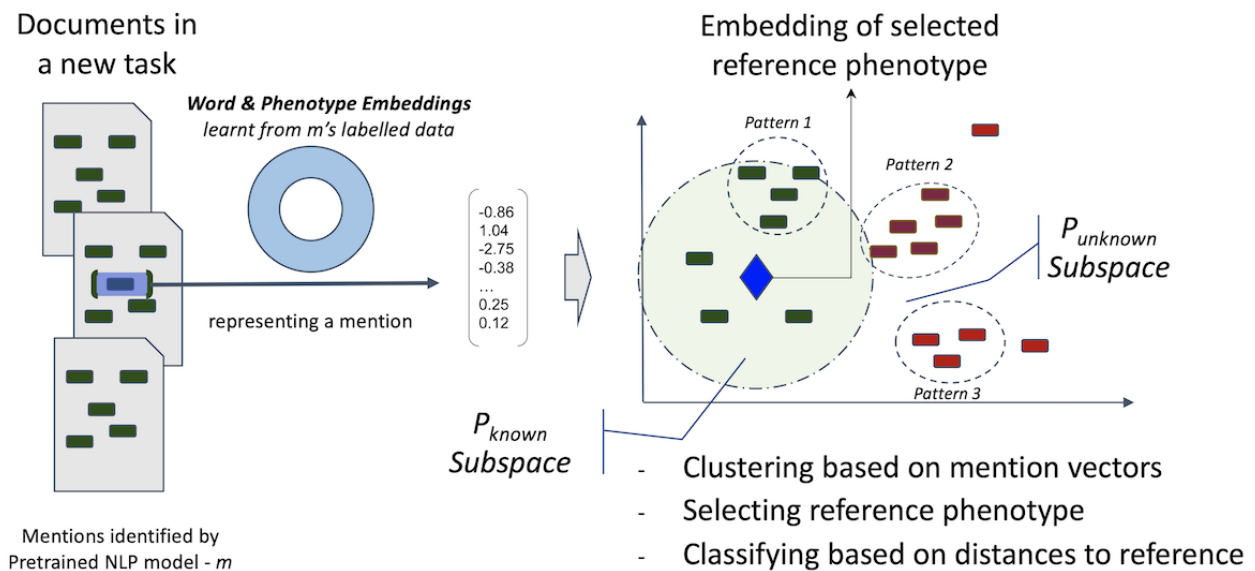 Documents in
a new task
Word & Phenotype Embeddings
learnt from m's labelled data
-0.86
1.04
-2.75
-0.38
...
0.25
0.12
representing a mention
Mentions identified by
Pretrained NLP model - m
Embedding of selected
reference phenotype
Pattern 1
Pattern 2
Pattern 3
Punknown
Subspace
Pknown
Subspace
- Clustering based on mention vectors
- Selecting reference phenotype
- Classifying based on distances to reference